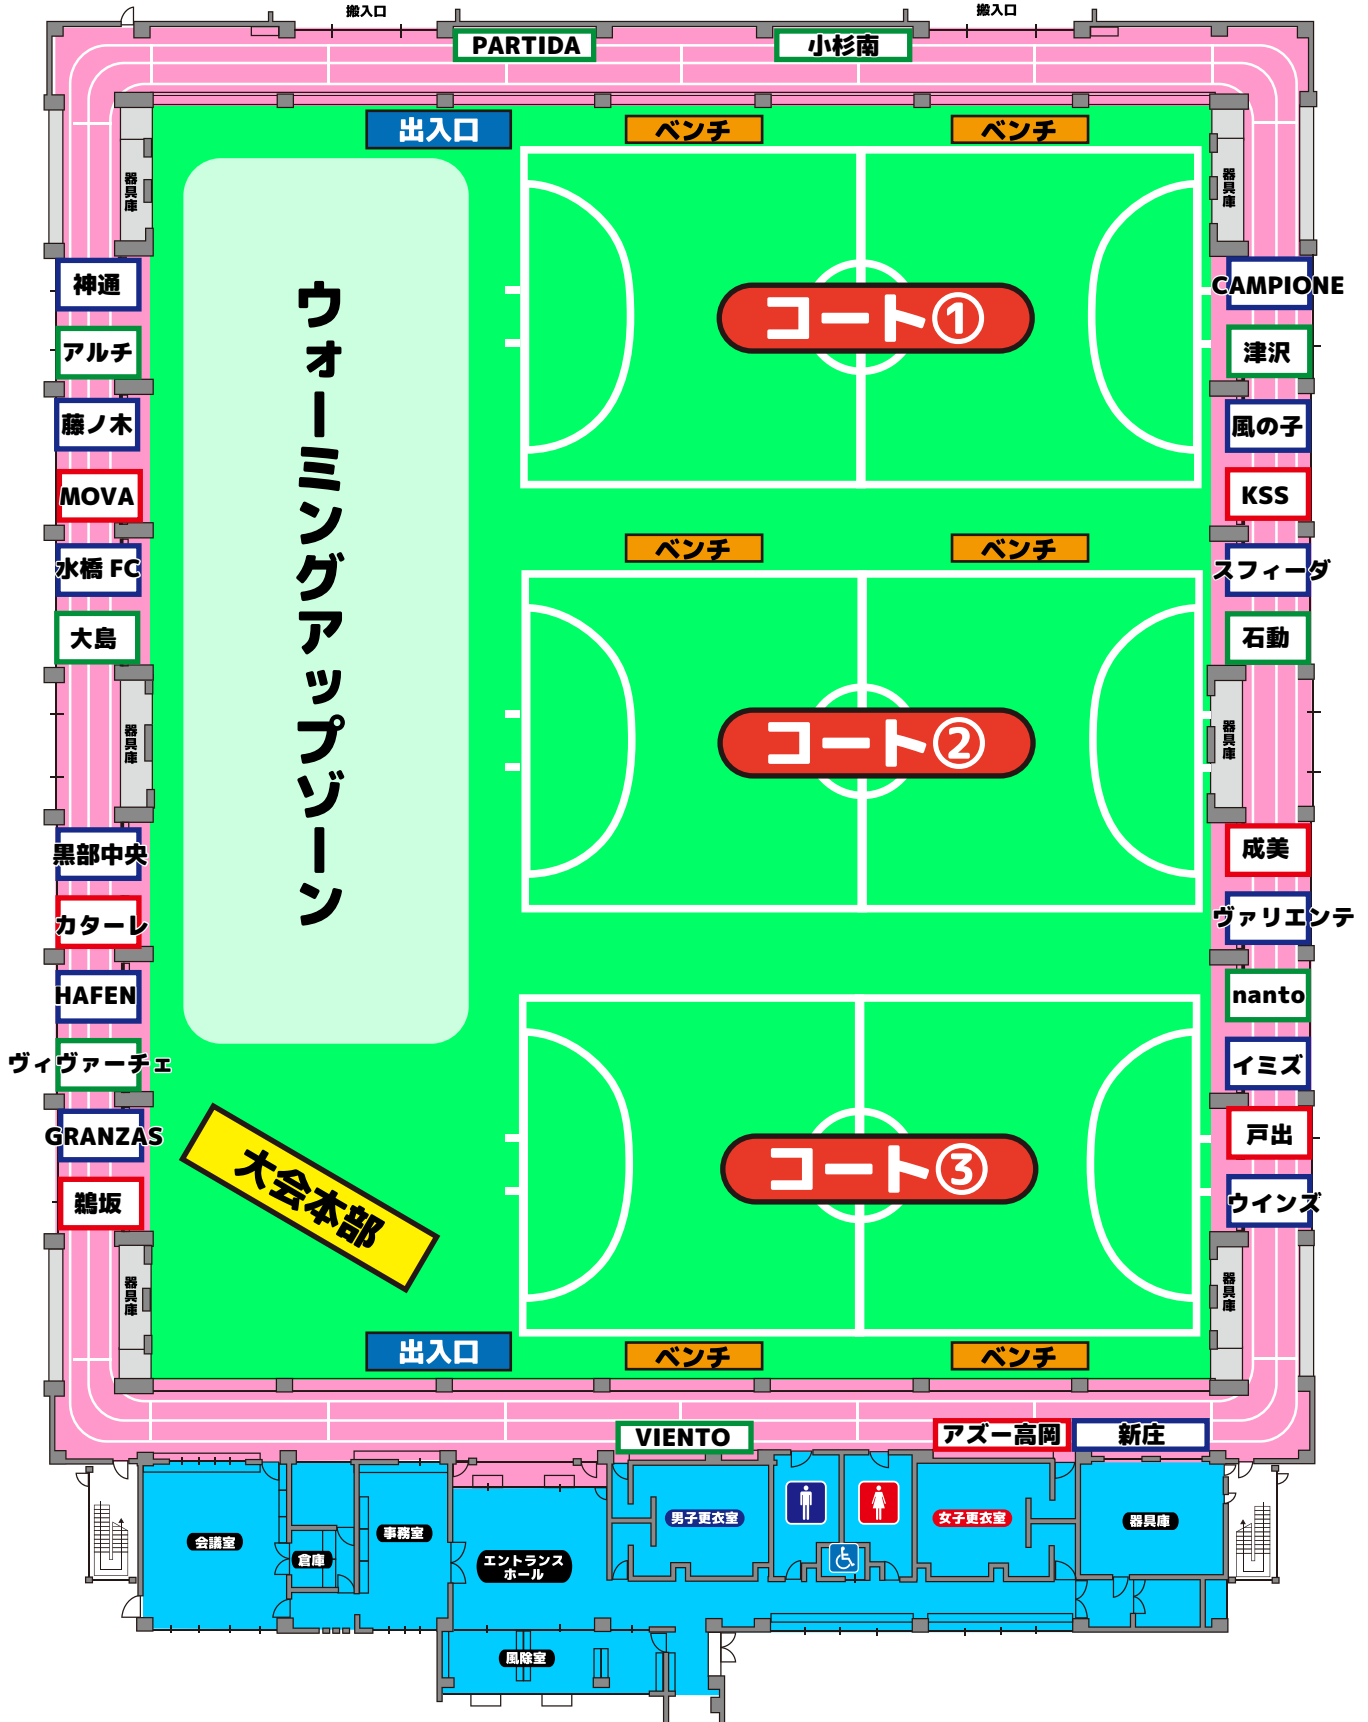 搬入口
搬入口
PARTIDA
小杉南
出入口
ベンチ
ベンチ
器具庫
器具庫
神通
アルチ
藤ノ木
MOVA
水橋 FC
大島
ウォーミングアップゾーン
コート①
CAMPIONE
津沢
風の子
KSS
スフィーダ
石動
ベンチ
ベンチ
器具庫
コート②
器具庫
黒部中央
カターレ
HAFEN
ヴィヴァーチェ
GRANZAS
鵜坂
成美
ヴァリエンテ
nanto
イミズ
戸出
ウインズ
大会本部
コート③
器具庫
器具庫
出入口
ベンチ
ベンチ
VIENTO
アズー高岡
新庄
会議室
倉庫
事務室
エントランス
ホール
男子更衣室
女子更衣室
器具庫
風除室